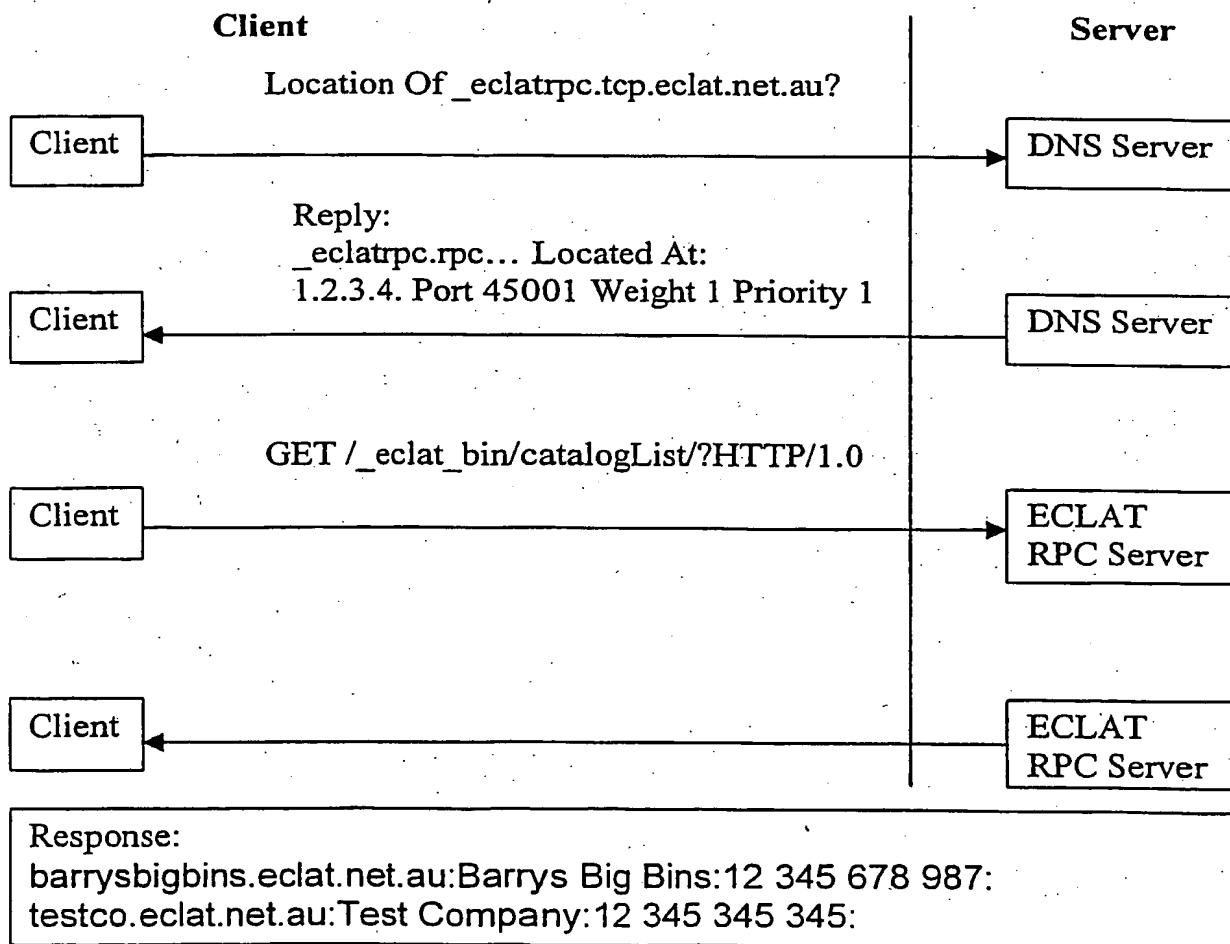 Client
Server
Location Of _eclatrpc.tcp.eclat.net.au?
Client
DNS Server
Reply:
_eclatrpc.rpc... Located At:
1.2.3.4. Port 45001 Weight 1 Priority 1
Client
DNS Server
GET /_eclat_bin/catalogList/?HTTP/1.0
Client
ECLAT
RPC Server
Client
ECLAT
RPC Server
Response:
barrysbigbins.eclat.net.au:Barrys Big Bins:12 345 678 987:
testco.eclat.net.au:Test Company:12 345 345 345: